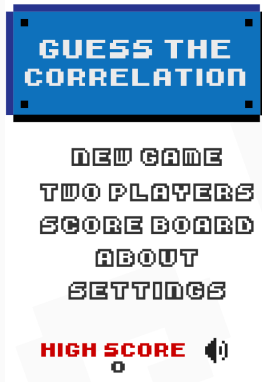 GUESS THE
CORRELATION
NEW GAME
TWO PLAYERS
SCORE BOARD
ABOUT
SETTINGS
HIGH SCORE
0